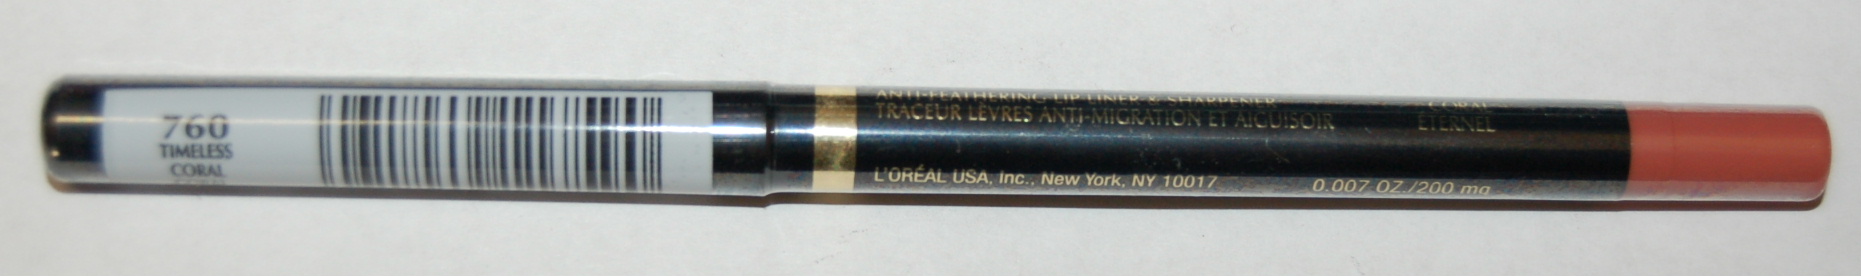 760
TIMELESS
CORAL
ANTI-FEATHERING LIP LINER & SHARPENER
TRACEUR LÈVRES ANTI-MIGRATION ET AIGUISOIR
CORAL
ÉTERNEL
L'ORÉAL USA, Inc., New York, NY 10017
0.007 OZ./200 mg